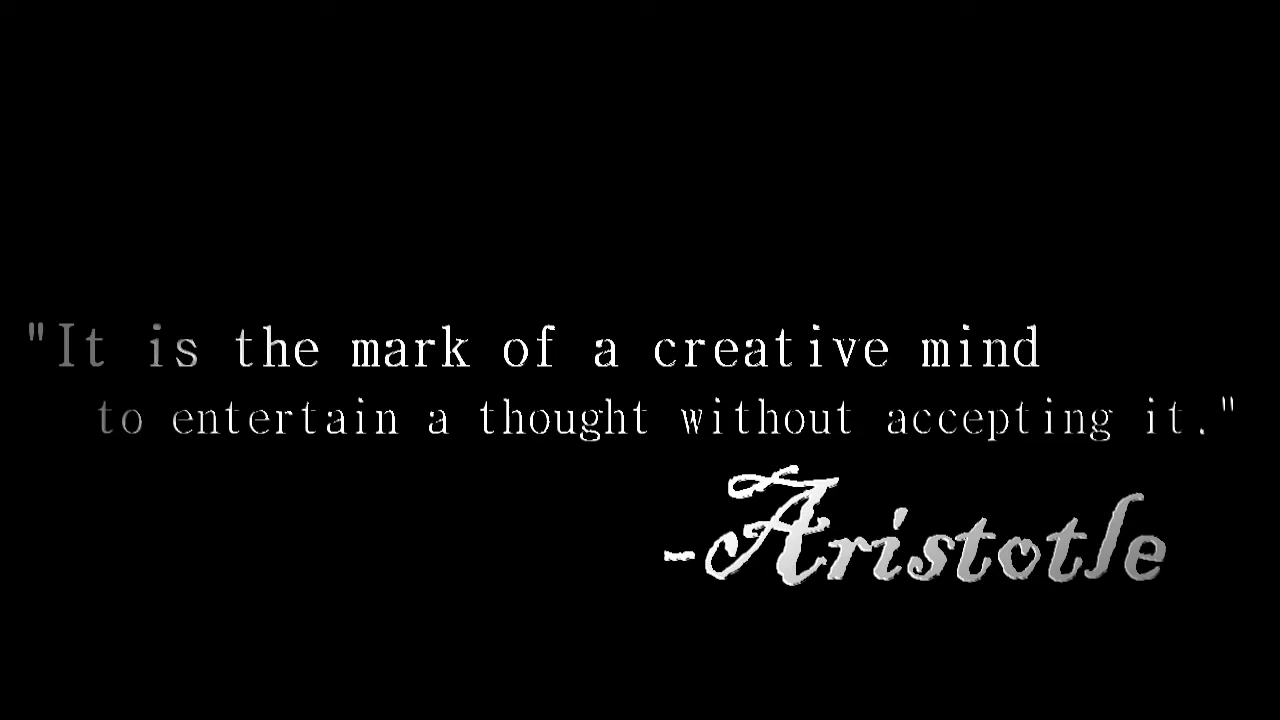 "It is the mark of a creative mind
to entertain a thought without accepting it."
-Aristotle